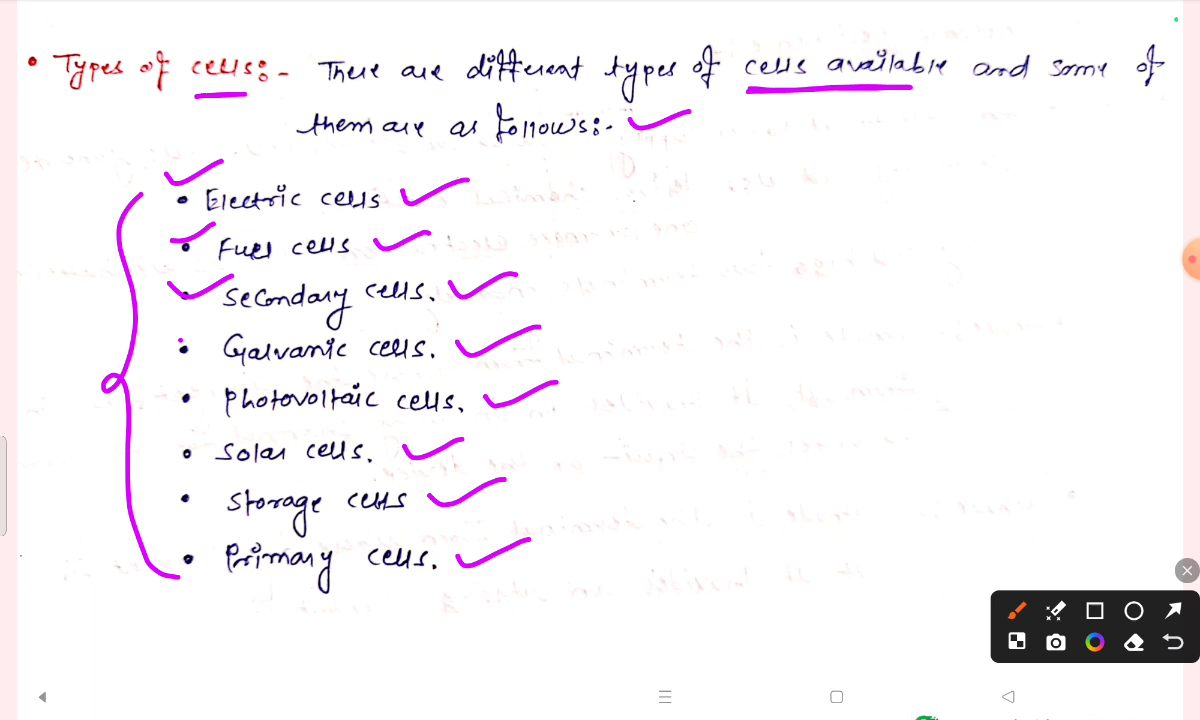 • Types of cells:- There are different types of cells available and some of
them are as follows:-
• Electric cells
• Fuel cells
• Secondary cells.
• Galvanic cells.
• Photovoltaic cells.
• Solar cells.
• Storage cells
• Primary cells.